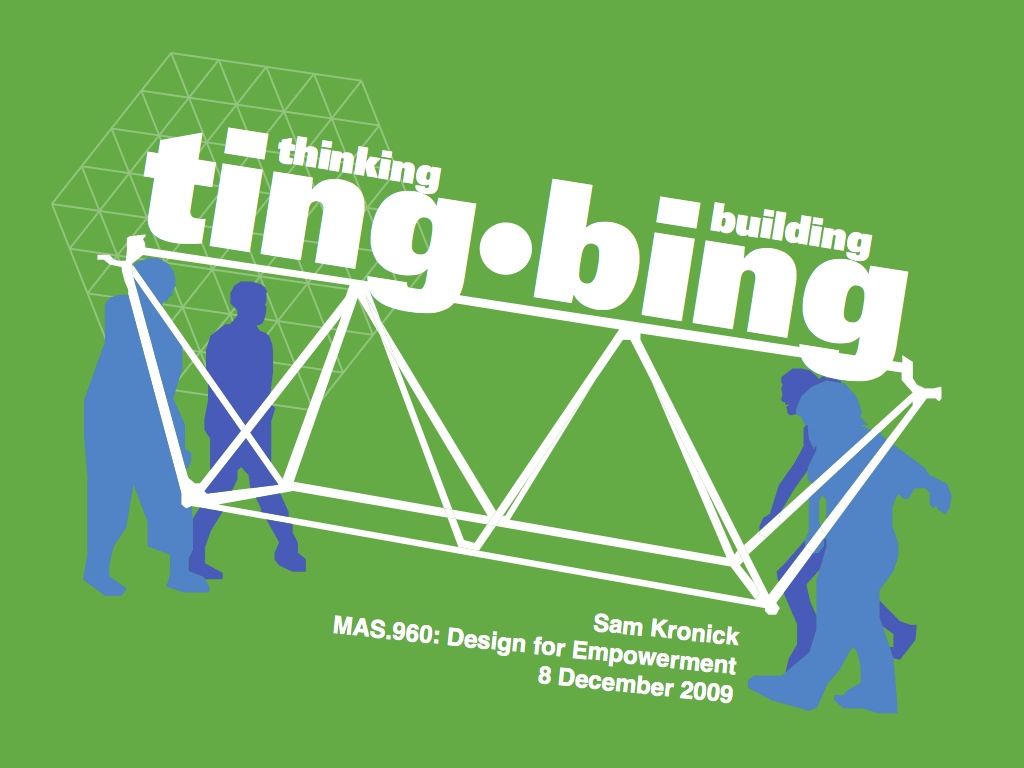 thinking building
ting•bing
Sam Kronick
MAS.960: Design for Empowerment
8 December 2009